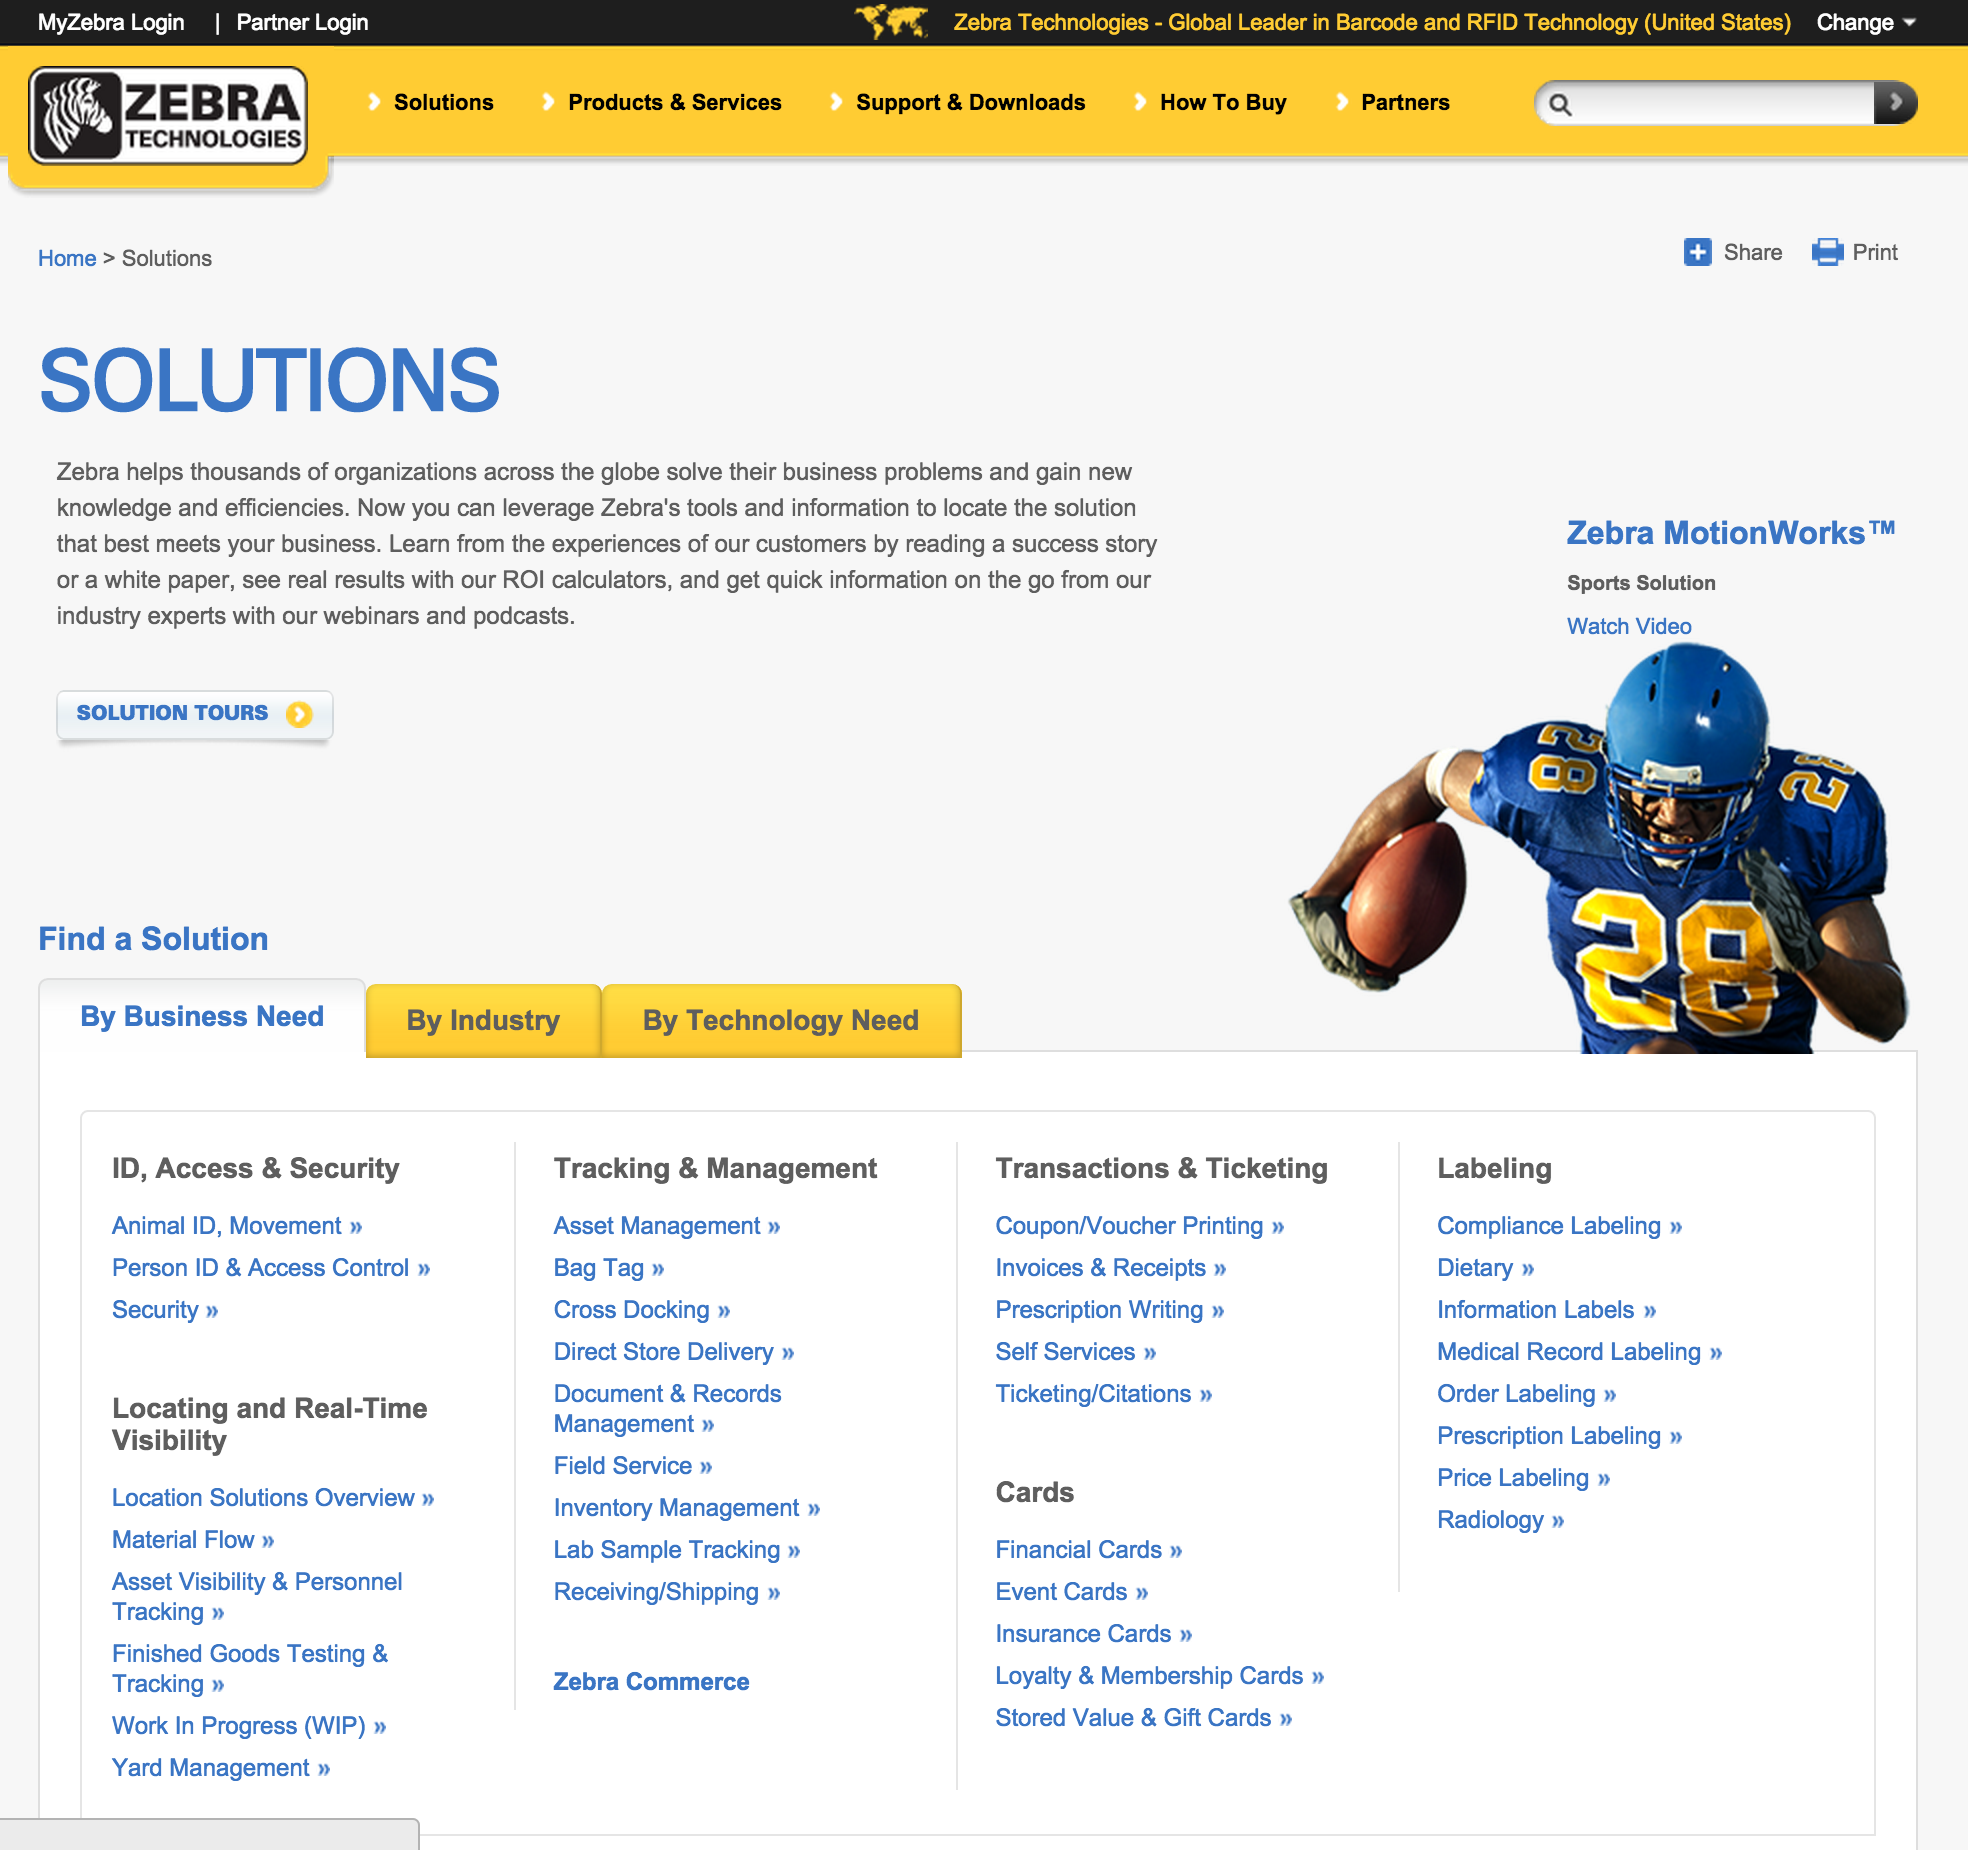 MyZebra Login | Partner Login
Zebra Technologies - Global Leader in Barcode and RFID Technology (United States) Change
ZEBRA
TECHNOLOGIES
Solutions
Products & Services
Support & Downloads
How To Buy
Partners
Home > Solutions
Share
Print
SOLUTIONS
Zebra helps thousands of organizations across the globe solve their business problems and gain new
knowledge and efficiencies. Now you can leverage Zebra's tools and information to locate the solution
that best meets your business. Learn from the experiences of our customers by reading a success story
or a white paper, see real results with our ROI calculators, and get quick information on the go from our
industry experts with our webinars and podcasts.
SOLUTION TOURS
Zebra MotionWorks™
Sports Solution
Watch Video
28
28
28
Find a Solution
By Business Need
By Industry
By Technology Need
ID, Access & Security
Animal ID, Movement »
Person ID & Access Control »
Security »
Locating and Real-Time
Visibility
Location Solutions Overview »
Material Flow »
Asset Visibility & Personnel
Tracking »
Finished Goods Testing &
Tracking »
Work In Progress (WIP) »
Yard Management »
Tracking & Management
Asset Management »
Bag Tag »
Cross Docking »
Direct Store Delivery »
Document & Records
Management »
Field Service »
Inventory Management »
Lab Sample Tracking »
Receiving/Shipping »
Zebra Commerce
Transactions & Ticketing
Coupon/Voucher Printing »
Invoices & Receipts »
Prescription Writing »
Self Services »
Ticketing/Citations »
Cards
Financial Cards »
Event Cards »
Insurance Cards »
Loyalty & Membership Cards »
Stored Value & Gift Cards »
Labeling
Compliance Labeling »
Dietary »
Information Labels »
Medical Record Labeling »
Order Labeling »
Prescription Labeling »
Price Labeling »
Radiology »